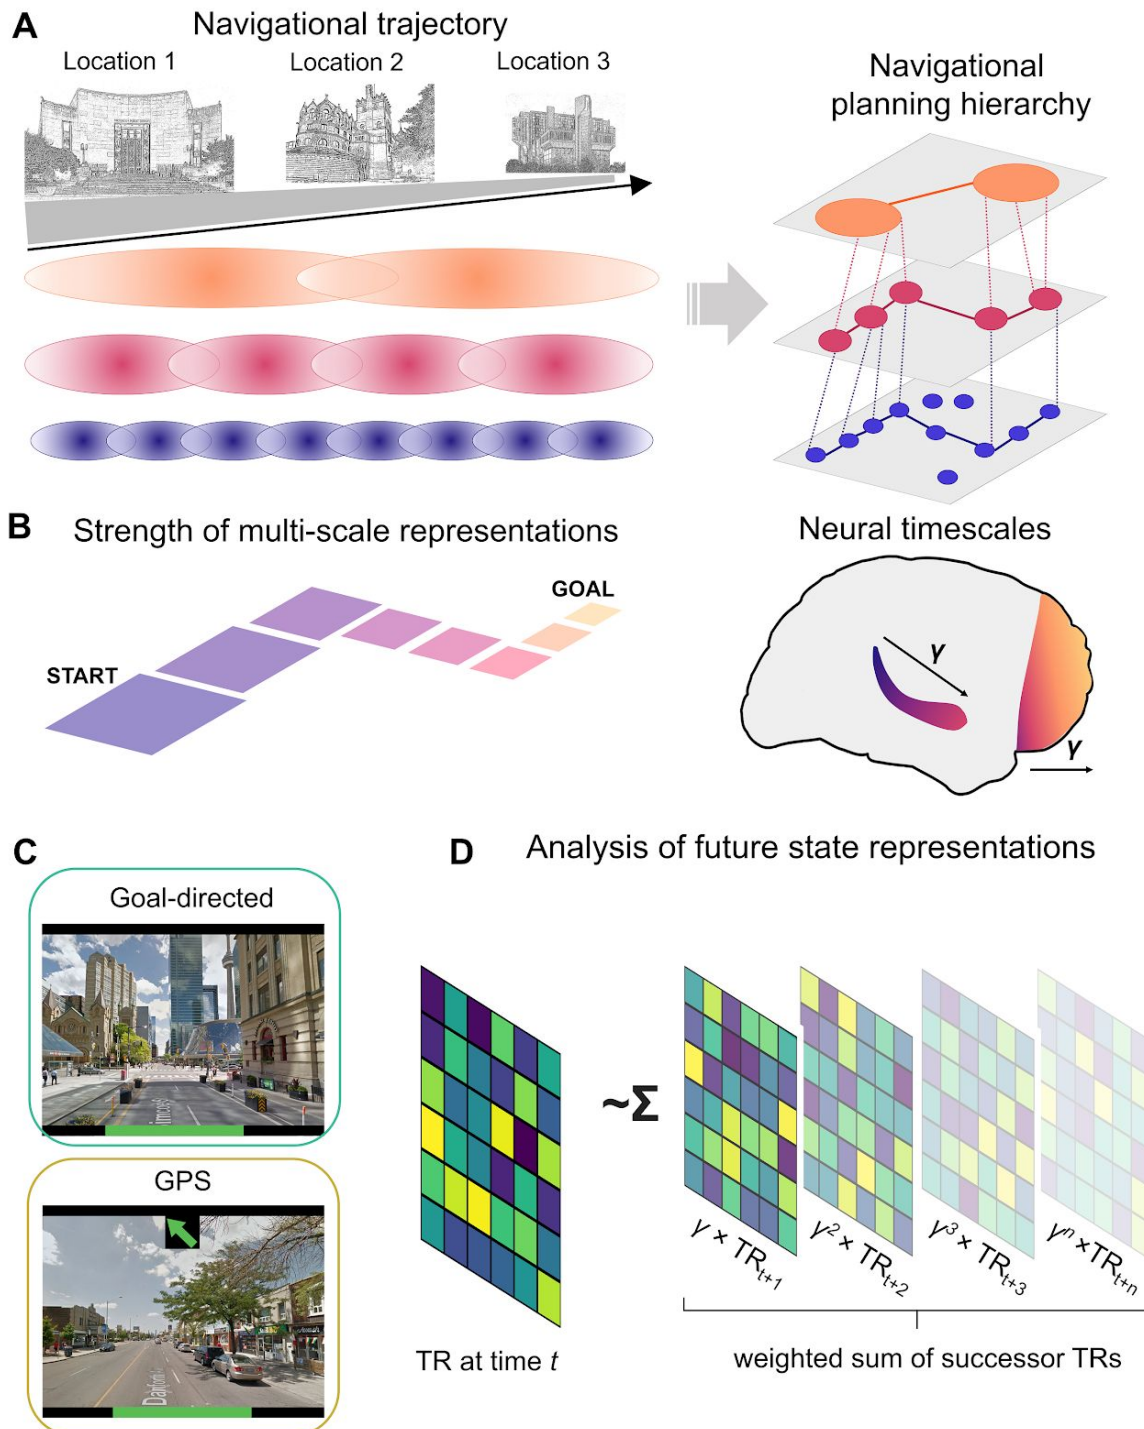 A
Navigational trajectory
Location 1
Location 2
Location 3
Navigational
planning hierarchy
B
Strength of multi-scale representations
START
GOAL
Neural timescales
γ
γ
C
Goal-directed
GPS
D
Analysis of future state representations
~Σ
TR at time t
γ × TRₜ₊₁
γ² × TRₜ₊₂
γ³ × TRₜ₊₃
γⁿ × TRₜ₊ₙ
weighted sum of successor TRs